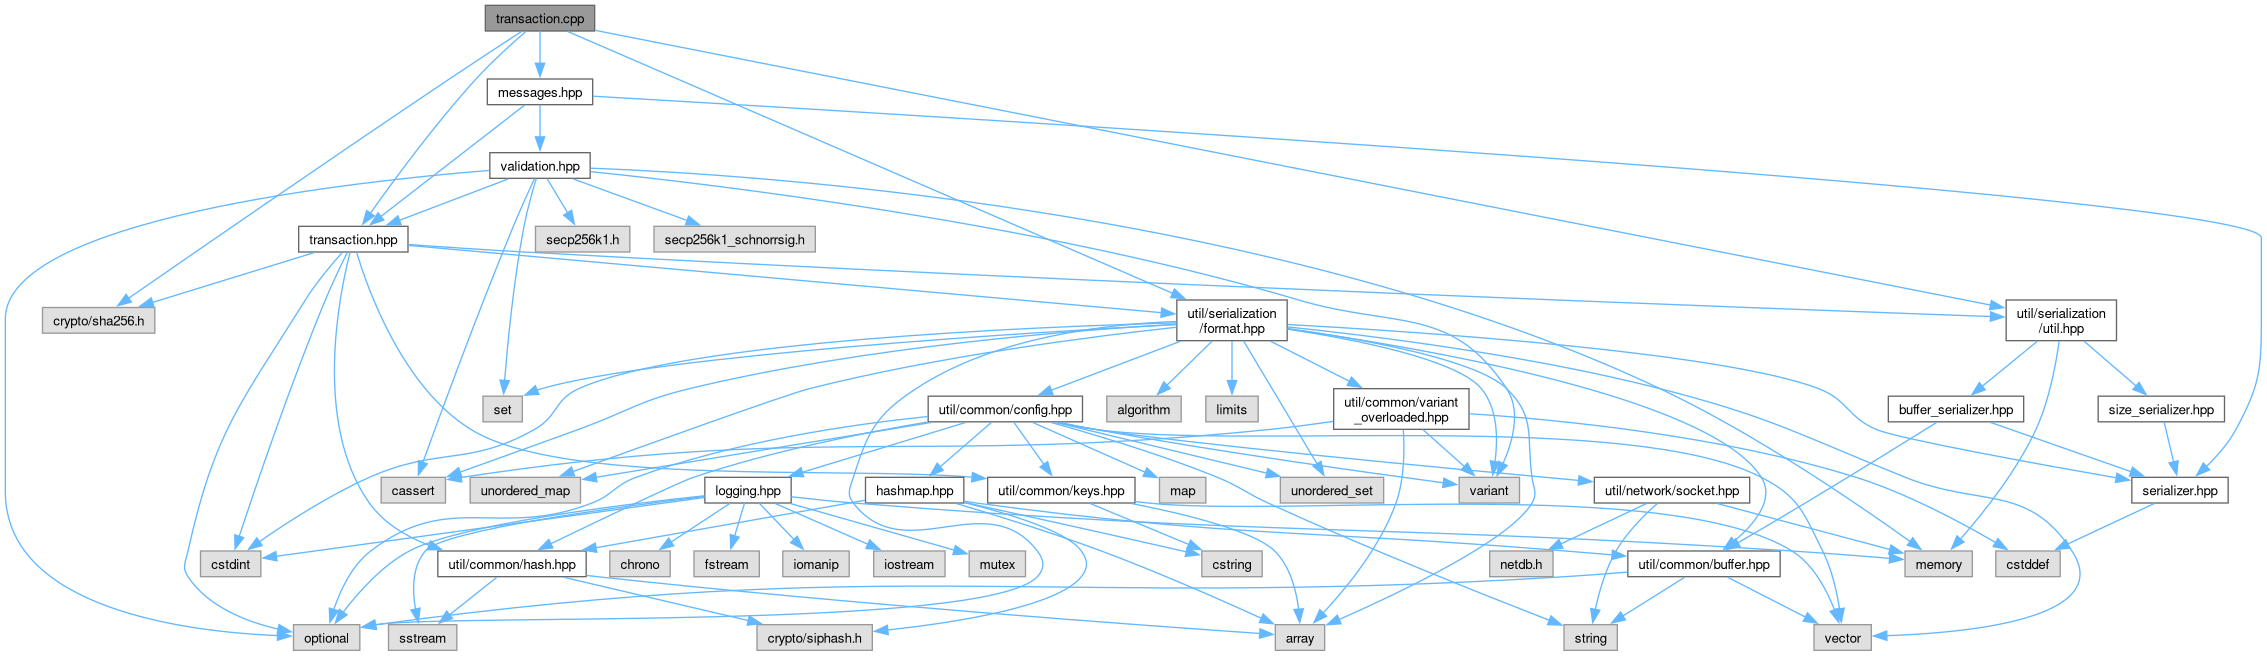 transaction.cpp
messages.hpp
validation.hpp
transaction.hpp
secp256k1.h
secp256k1_schnorrsig.h
crypto/sha256.h
util/serialization
/format.hpp
util/serialization
/util.hpp
set
util/common/config.hpp
algorithm
limits
util/common/variant
_overloaded.hpp
buffer_serializer.hpp
size_serializer.hpp
cassert
unordered_map
logging.hpp
hashmap.hpp
util/common/keys.hpp
map
unordered_set
variant
util/network/socket.hpp
serializer.hpp
cstdint
util/common/hash.hpp
chrono
fstream
iomanip
iostream
mutex
cstring
netdb.h
util/common/buffer.hpp
memory
cstddef
optional
sstream
crypto/siphash.h
array
string
vector